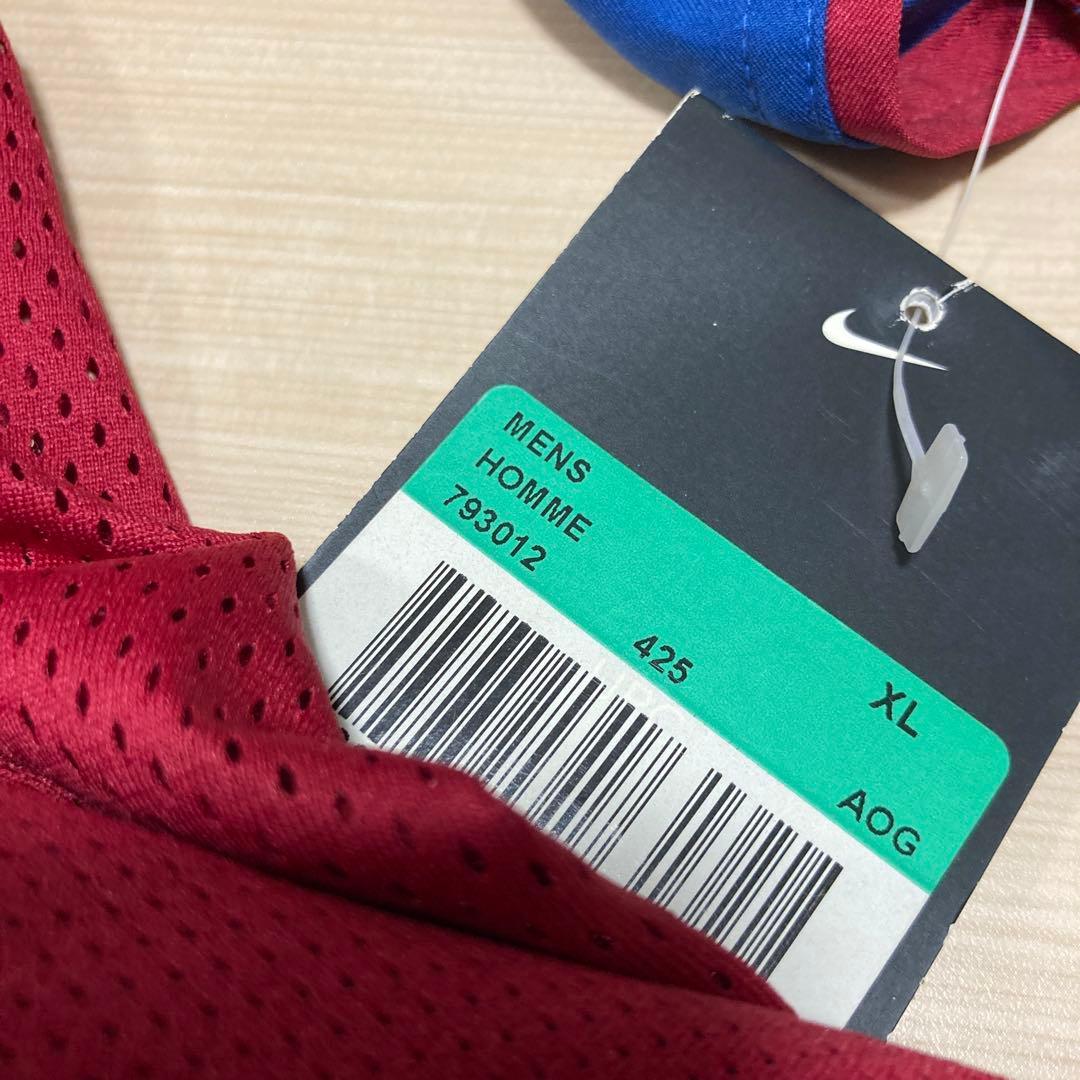 MENS
HOMME
793012
425
XL
AOG